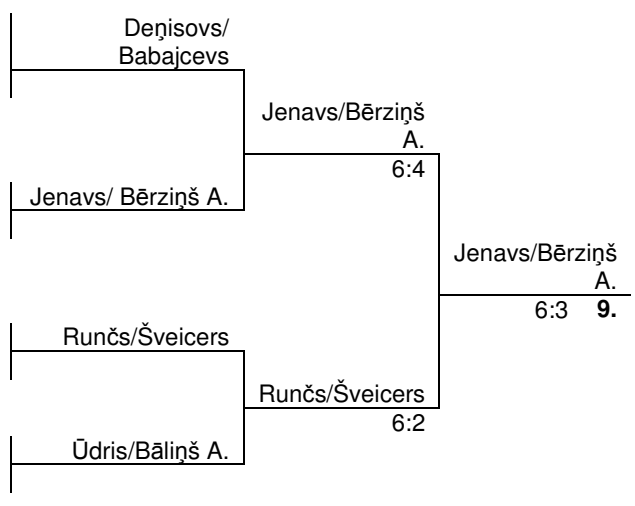 Deņisovs/
Babajcevs
Jenavs/Bērziņš
A.
6:4
Jenavs/ Bērziņš A.
Jenavs/Bērziņš
A.
6:3 9.
Runčs/Šveicers
Runčs/Šveicers
6:2
Ūdris/Bāliņš A.